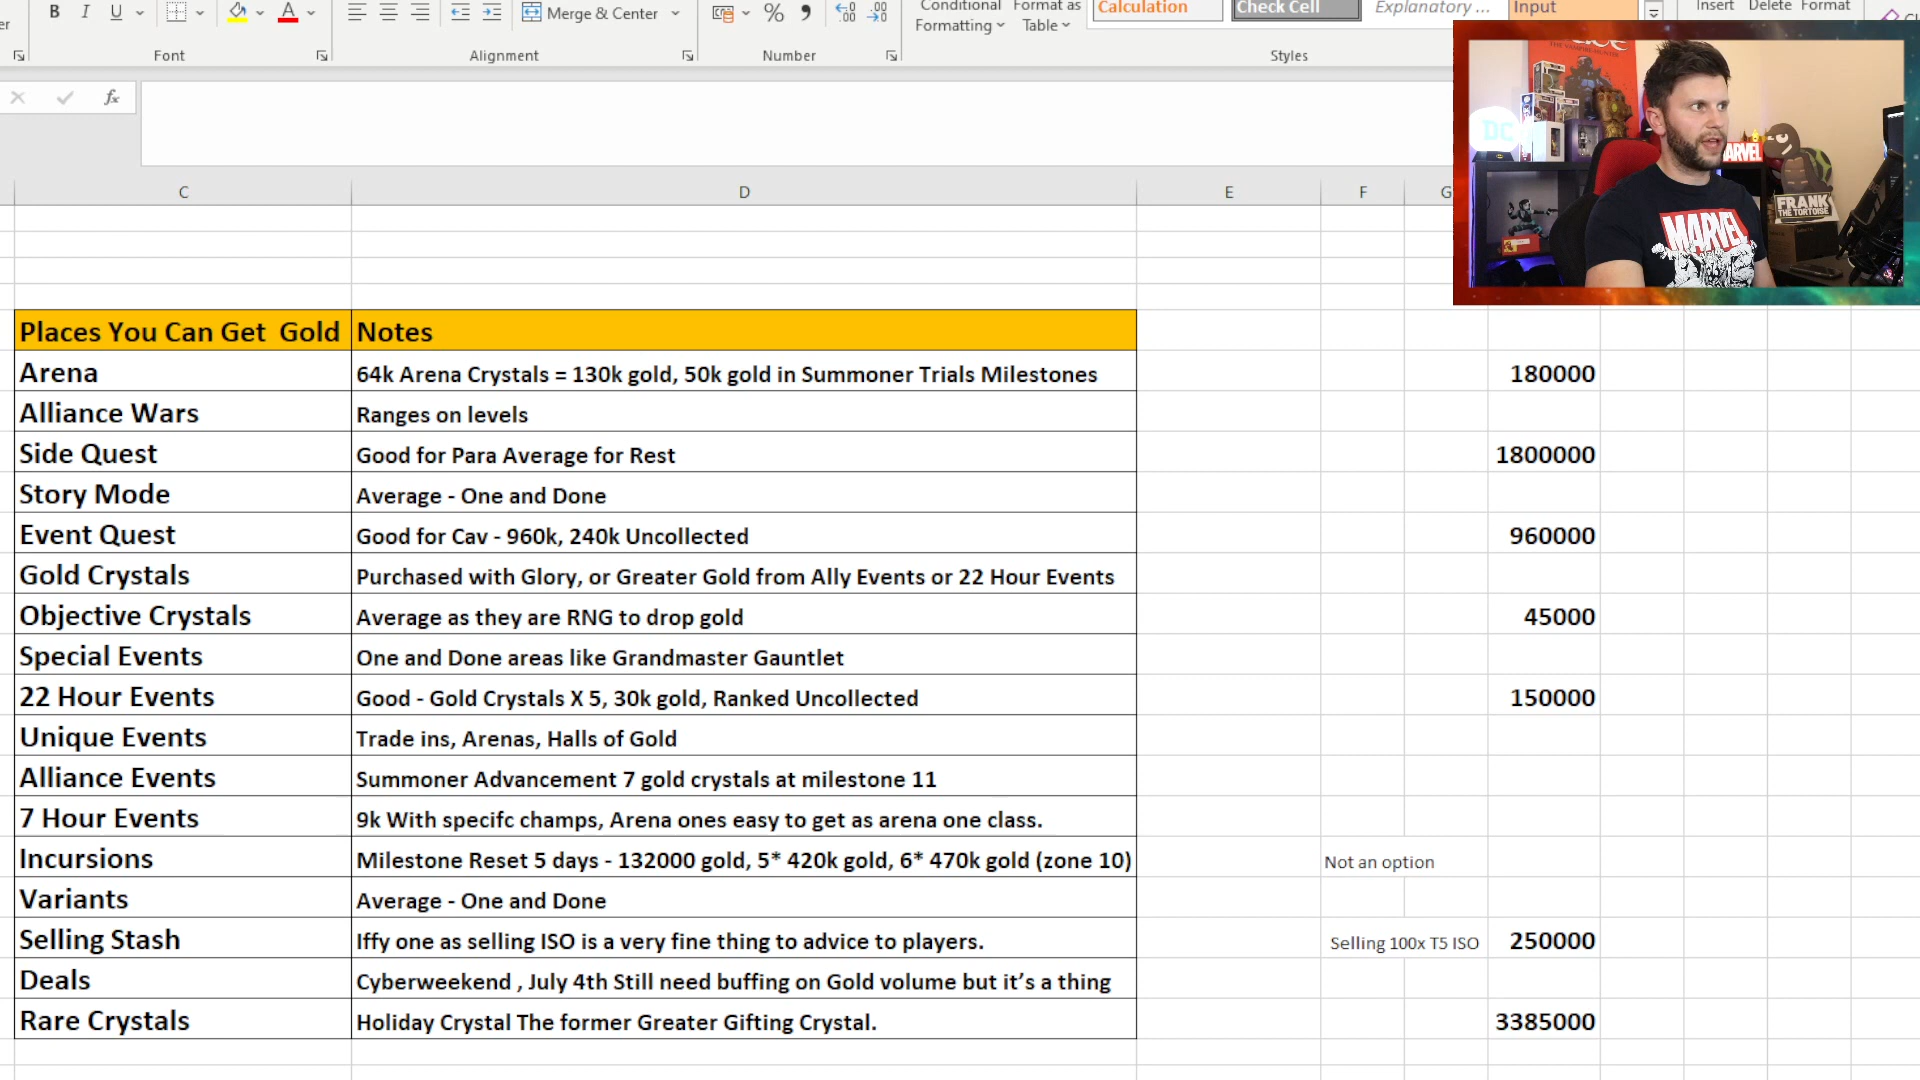 B I U A Merge & Center % 9 Conditional Formatting Format as Table Calculation Check Cell Explanatory ... Input Insert Delete Format
Font Alignment Number Styles
fx
C D E F G
Places You Can Get Gold Notes
Arena 64k Arena Crystals = 130k gold, 50k gold in Summoner Trials Milestones 180000
Alliance Wars Ranges on levels
Side Quest Good for Para Average for Rest 1800000
Story Mode Average - One and Done
Event Quest Good for Cav - 960k, 240k Uncollected 960000
Gold Crystals Purchased with Glory, or Greater Gold from Ally Events or 22 Hour Events
Objective Crystals Average as they are RNG to drop gold 45000
Special Events One and Done areas like Grandmaster Gauntlet
22 Hour Events Good - Gold Crystals X 5, 30k gold, Ranked Uncollected 150000
Unique Events Trade ins, Arenas, Halls of Gold
Alliance Events Summoner Advancement 7 gold crystals at milestone 11
7 Hour Events 9k With specifc champs, Arena ones easy to get as arena one class.
Incursions Milestone Reset 5 days - 132000 gold, 5* 420k gold, 6* 470k gold (zone 10) Not an option
Variants Average - One and Done
Selling Stash Iffy one as selling ISO is a very fine thing to advice to players. Selling 100x T5 ISO 250000
Deals Cyberweekend , July 4th Still need buffing on Gold volume but it’s a thing
Rare Crystals Holiday Crystal The former Greater Gifting Crystal. 3385000
DC
MARVEL
MARVEL
FRANK
THE TORTOISE